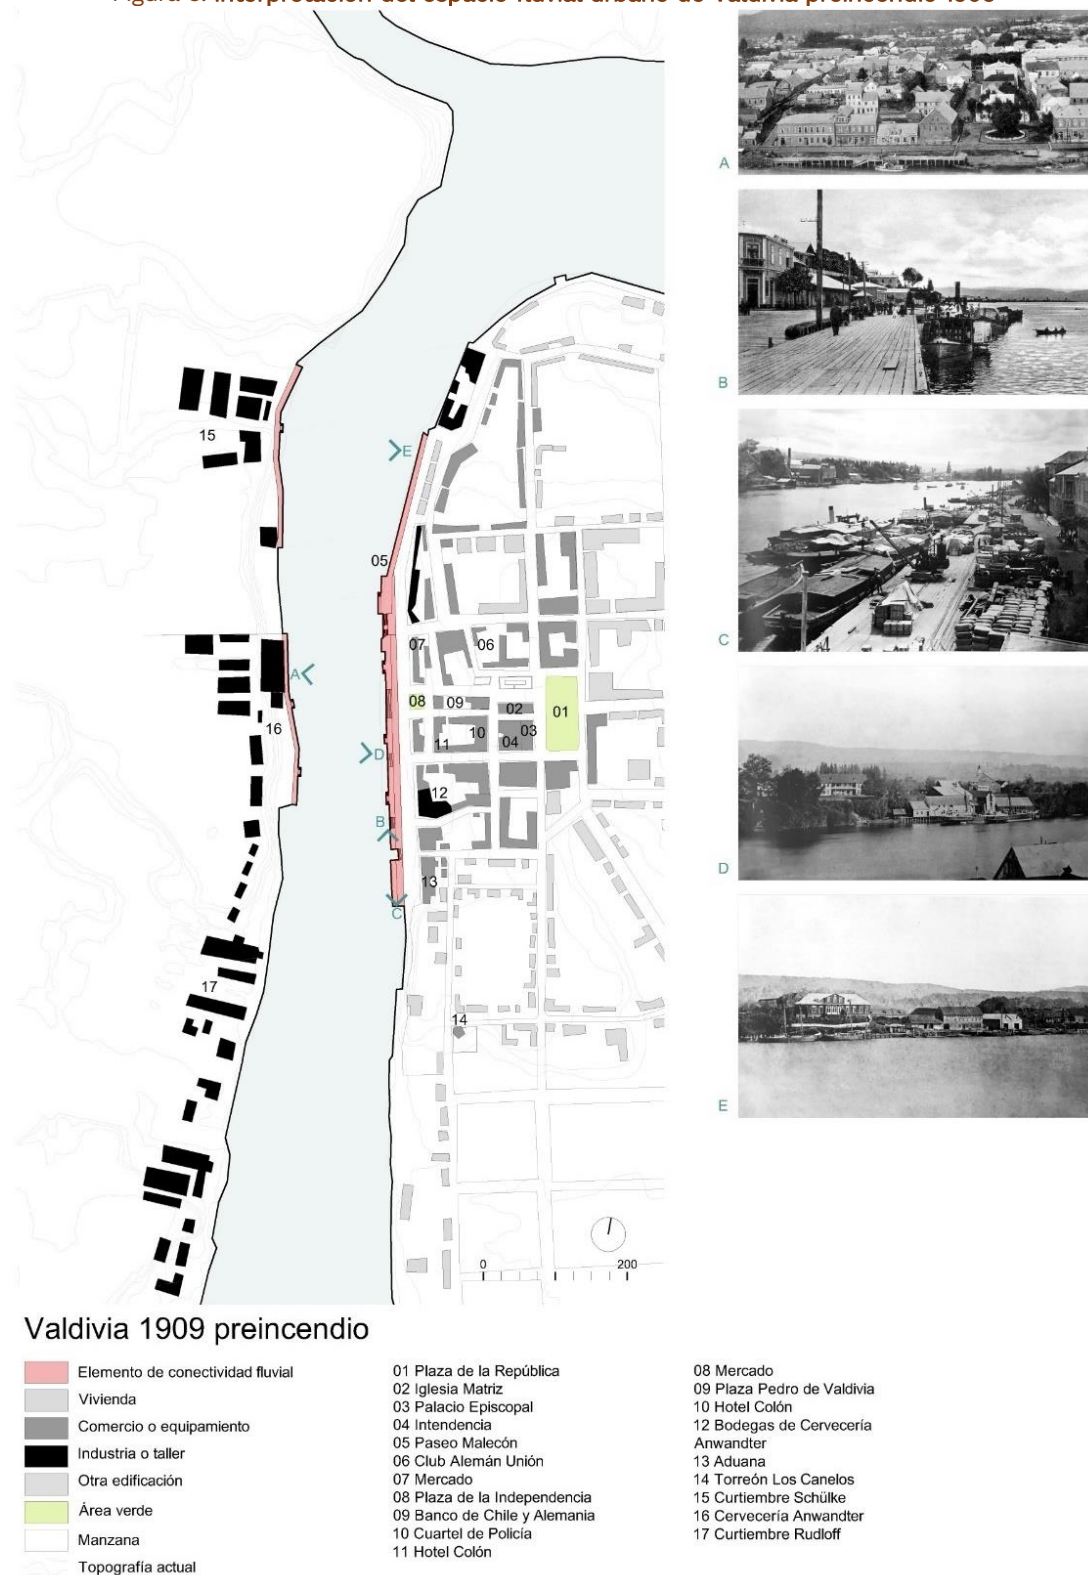 Figura 3. Interpretación del espacio fluvial urbano de Valdivia preincendio 1909
A
B
C
D
E
15
E
05
07
06
A
08
09
02
01
16
10
03
11
04
D
12
B
13
C
17
14
0
200
Valdivia 1909 preincendio
Elemento de conectividad fluvial
Vivienda
Comercio o equipamiento
Industria o taller
Otra edificación
Área verde
Manzana
Topografía actual
01 Plaza de la República
02 Iglesia Matriz
03 Palacio Episcopal
04 Intendencia
05 Paseo Malecón
06 Club Alemán Unión
07 Mercado
08 Plaza de la Independencia
09 Banco de Chile y Alemania
10 Cuartel de Policía
11 Hotel Colón
08 Mercado
09 Plaza Pedro de Valdivia
10 Hotel Colón
12 Bodegas de Cervecería
Anwandter
13 Aduana
14 Torreón Los Canelos
15 Curtiembre Schülke
16 Cervecería Anwandter
17 Curtiembre Rudloff